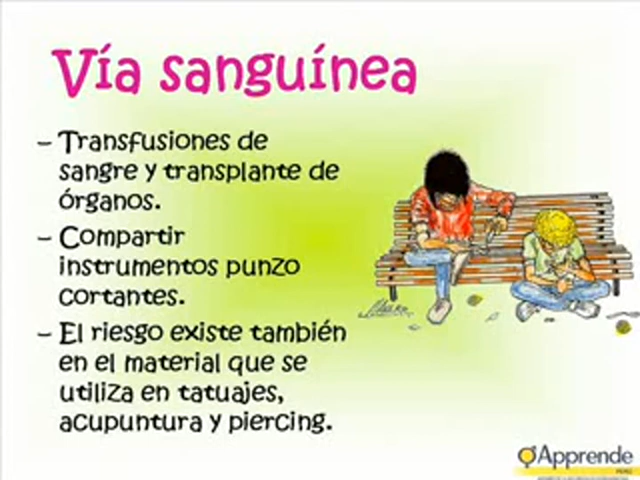 Vía sanguínea
– Transfusiones de
sangre y transplante de
órganos.
– Compartir
instrumentos punzo
cortantes.
– El riesgo existe también
en el material que se
utiliza en tatuajes,
acupuntura y piercing.
Apprende